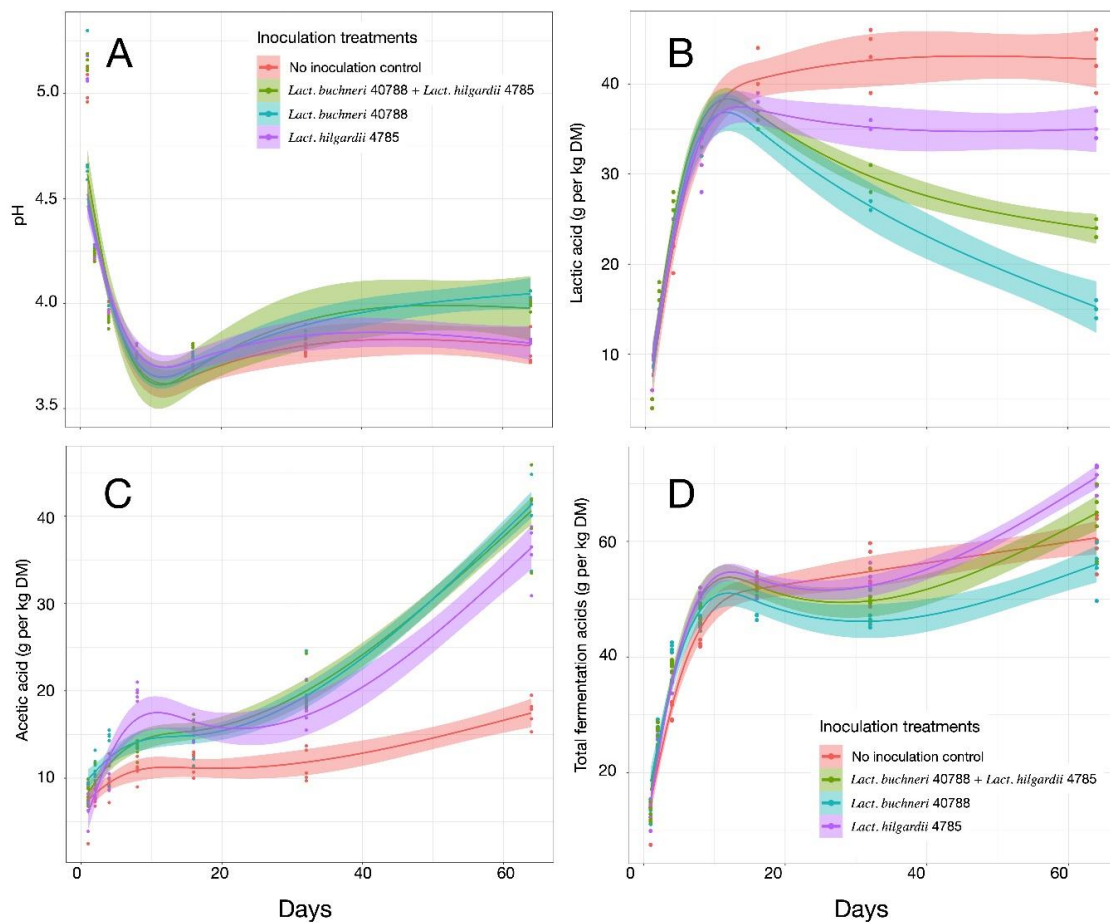 A
Inoculation treatments
No inoculation control
Lact. buchneri 40788 + Lact. hilgardii 4785
Lact. buchneri 40788
Lact. hilgardii 4785
pH
5.0
4.5
4.0
3.5
B
Lactic acid (g per kg DM)
40
30
20
10
C
Acetic acid (g per kg DM)
40
30
20
10
0
20
40
60
Days
D
Total fermentation acids (g per kg DM)
60
40
20
Inoculation treatments
No inoculation control
Lact. buchneri 40788 + Lact. hilgardii 4785
Lact. buchneri 40788
Lact. hilgardii 4785
0
20
40
60
Days